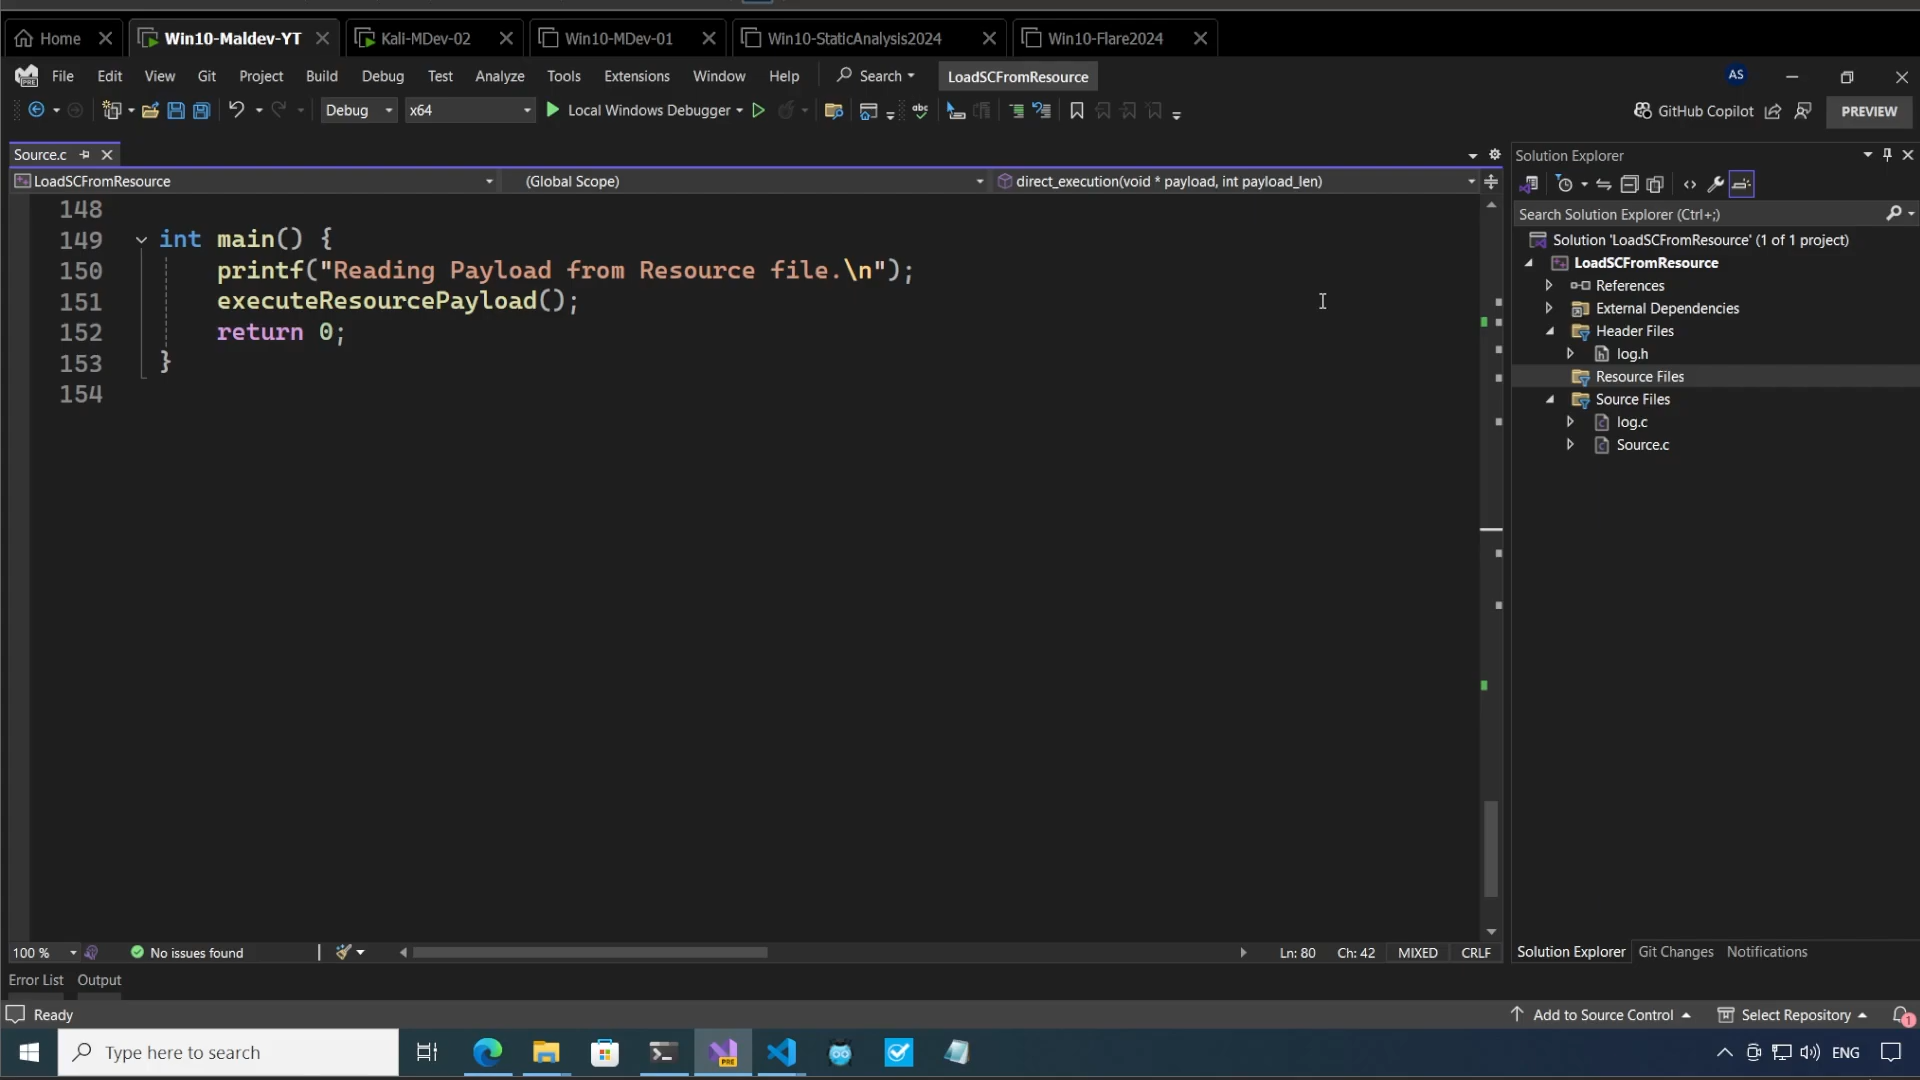 Home
Win10-Maldev-YT
Kali-MDev-02
Win10-MDev-01
Win10-StaticAnalysis2024
Win10-Flare2024
File Edit View Git Project Build Debug Test Analyze Tools Extensions Window Help Search LoadSCFromResource AS
Debug x64 Local Windows Debugger GitHub Copilot PREVIEW
Source.c
LoadSCFromResource (Global Scope) direct_execution(void * payload, int payload_len)
148
149 int main() {
150 printf("Reading Payload from Resource file.\n");
151 executeResourcePayload();
152 return 0;
153 }
154
Solution Explorer
Search Solution Explorer (Ctrl+;)
Solution 'LoadSCFromResource' (1 of 1 project)
LoadSCFromResource
References
External Dependencies
Header Files
log.h
Resource Files
Source Files
log.c
Source.c
100 % No issues found Ln: 80 Ch: 42 MIXED CRLF
Solution Explorer Git Changes Notifications
Error List Output
Ready Add to Source Control Select Repository 1
Type here to search PRE ENG